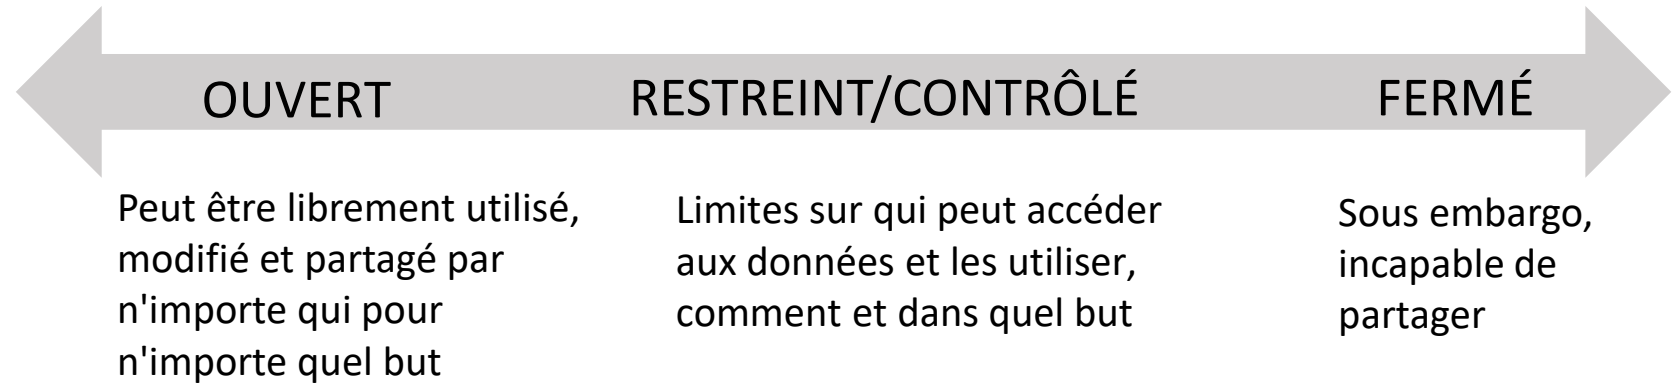 OUVERT
RESTREINT/CONTRÔLÉ
FERMÉ
Peut être librement utilisé,
modifié et partagé par
n'importe qui pour
n'importe quel but
Limites sur qui peut accéder
aux données et les utiliser,
comment et dans quel but
Sous embargo,
incapable de
partager